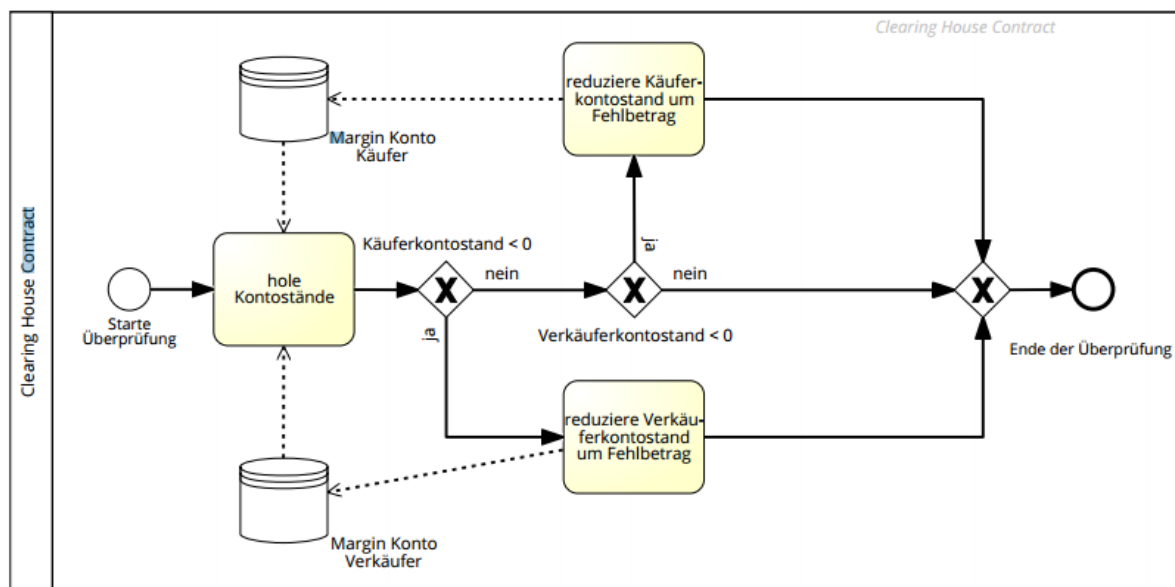 Clearing House Contract
Clearing House Contract
reduziere Käufer-
kontostand um
Fehlbetrag
Margin Konto
Käufer
Käuferkontostand < 0
hole
Kontostände
nein
ja
nein
Starte
Überprüfung
ja
Verkäuferkontostand < 0
Ende der Überprüfung
reduziere Verkäu-
ferkontostand
um Fehlbetrag
Margin Konto
Verkäufer